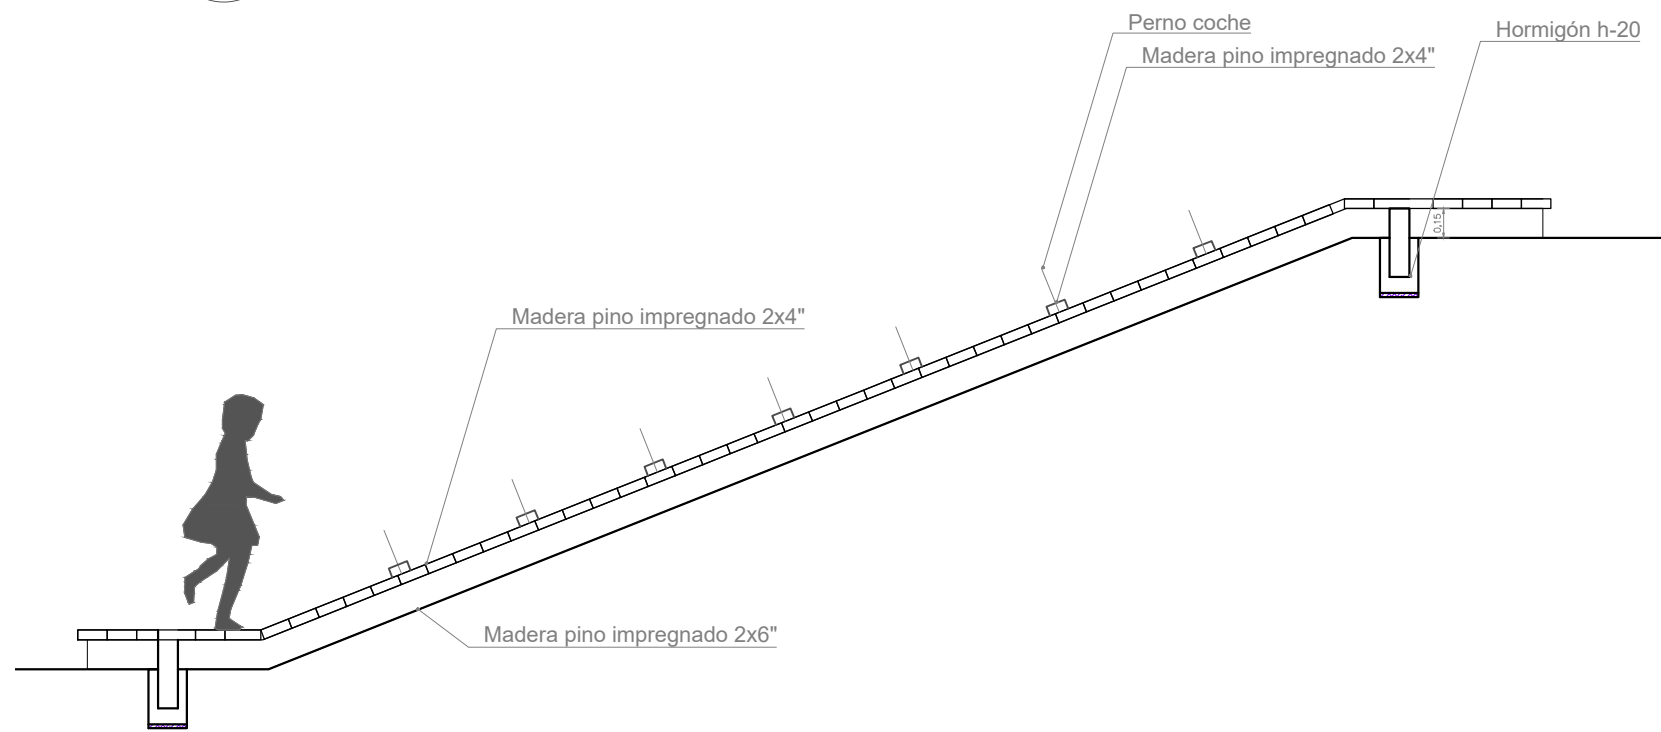 Perno coche
Hormigón h-20
Madera pino impregnado 2x4"
0,15
Madera pino impregnado 2x4"
Madera pino impregnado 2x6"